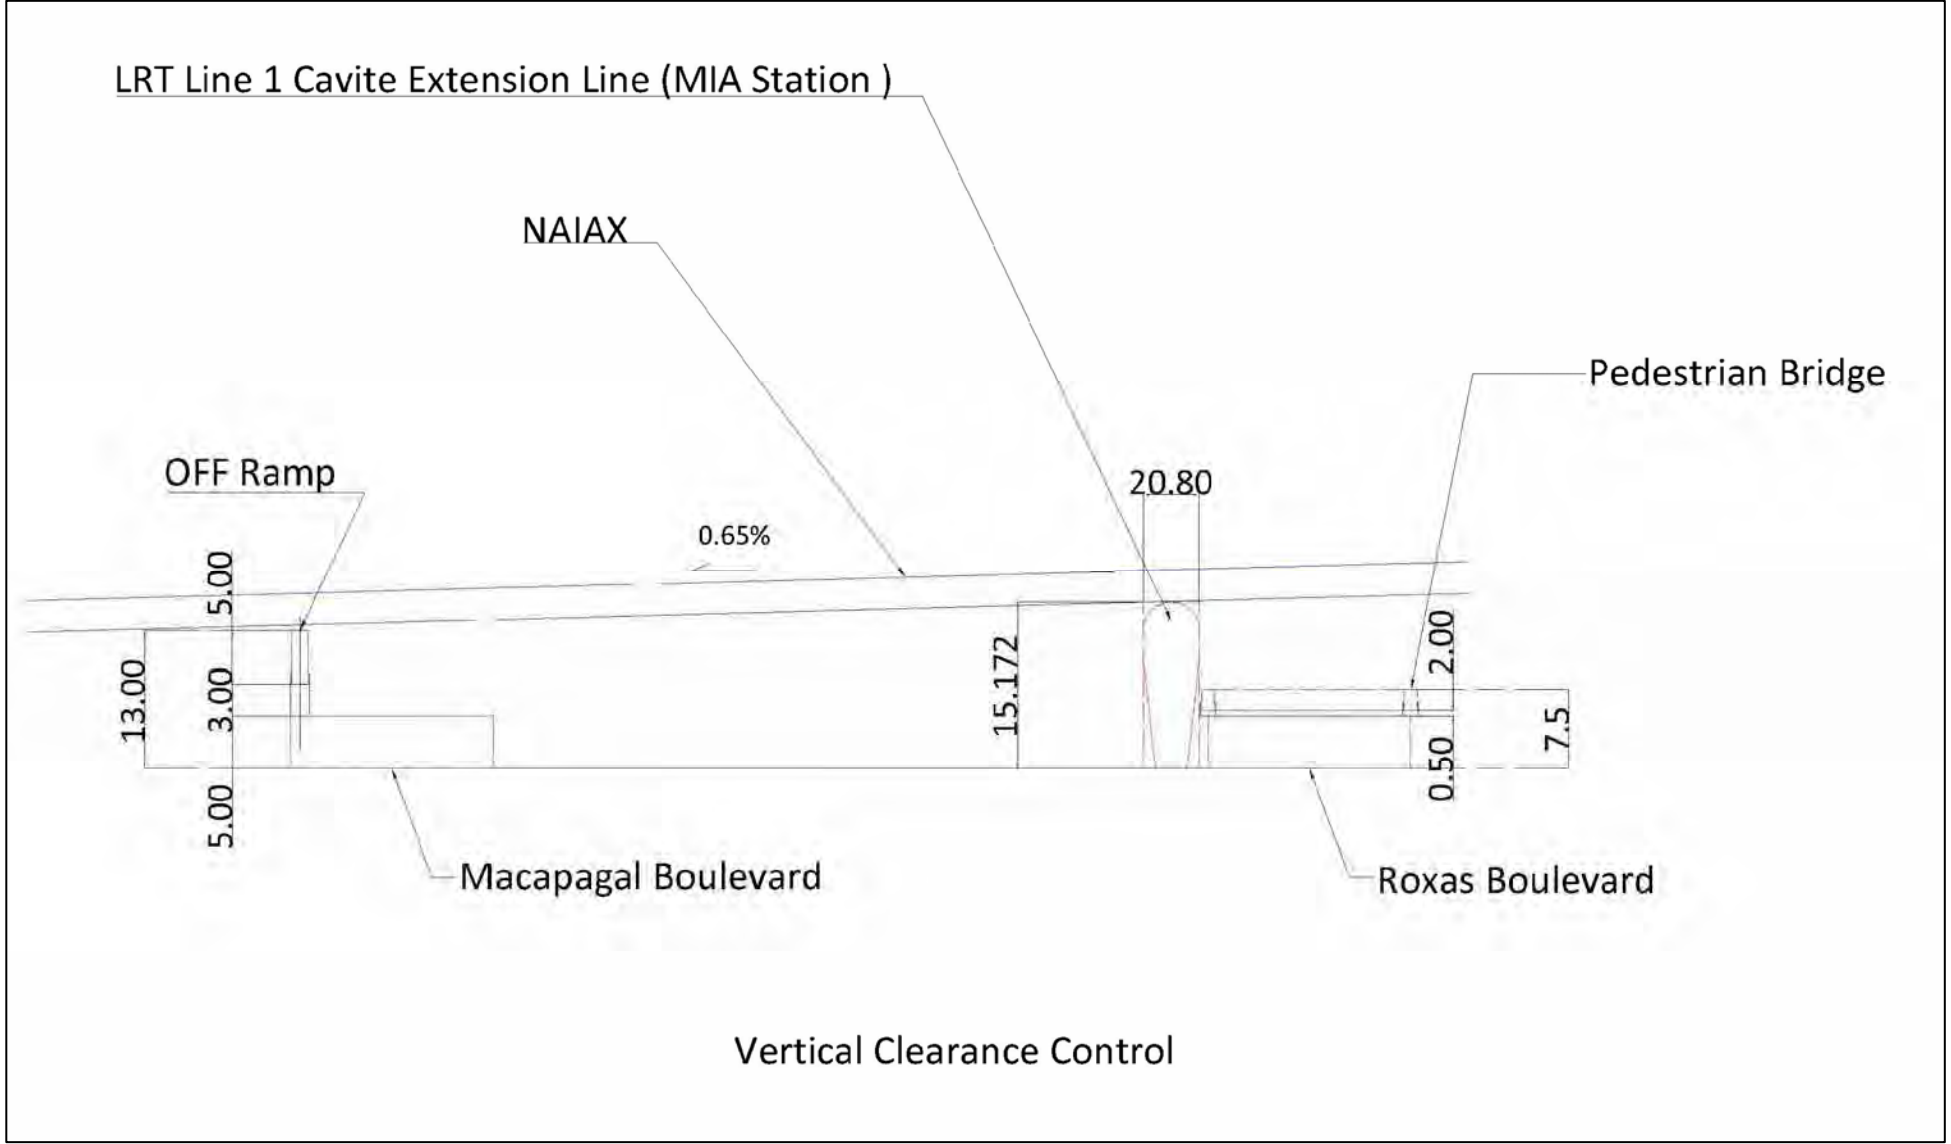 LRT Line 1 Cavite Extension Line (MIA Station )
NAIAX
Pedestrian Bridge
OFF Ramp
20.80
0.65%
5.00
2.00
13.00
3.00
15.172
7.5
0.50
5.00
Macapagal Boulevard
Roxas Boulevard
Vertical Clearance Control